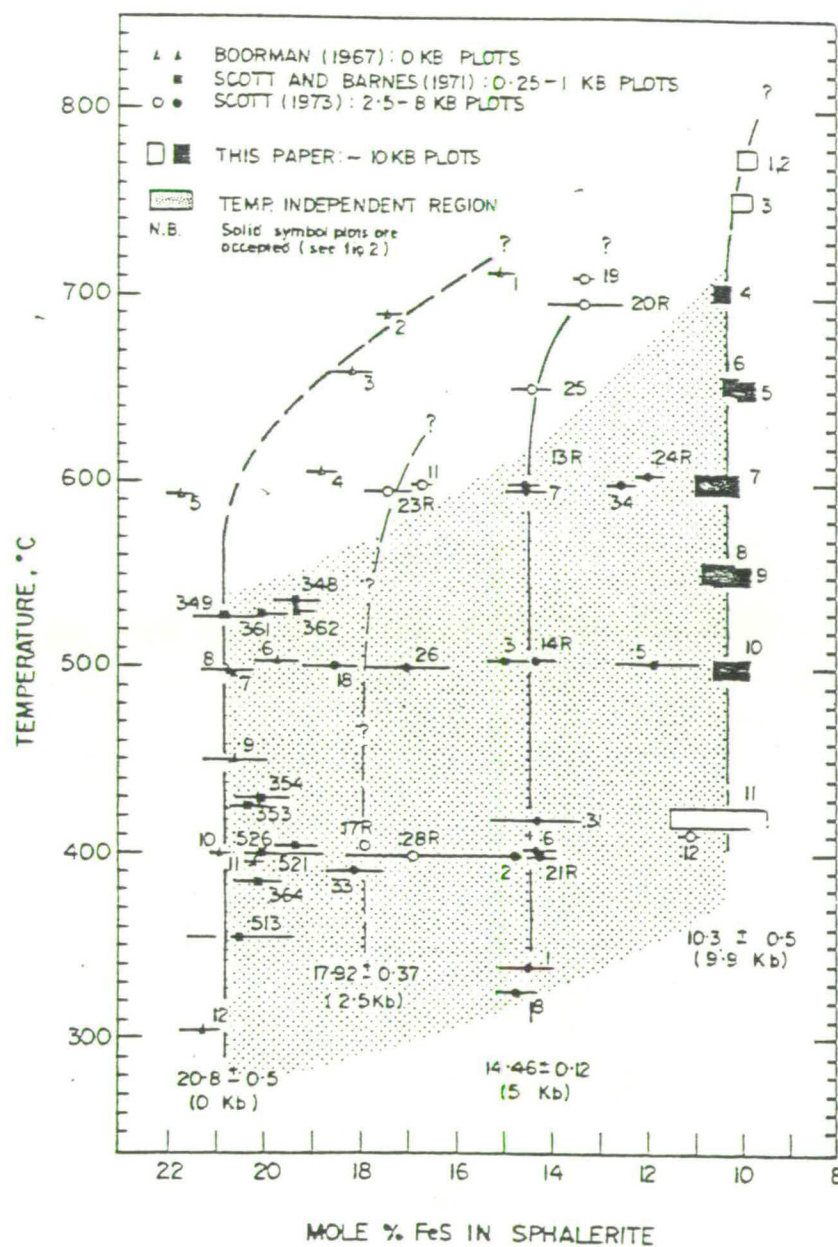 BOORMAN (1967) : 0 KB PLOTS
SCOTT AND BARNES (1971) : 0·25–1 KB PLOTS
SCOTT (1973) : 2·5–8 KB PLOTS
THIS PAPER : ~ 10 KB PLOTS
TEMP. INDEPENDENT REGION
N.B. Solid symbol plots are
accepted (see fig 2)
800
700
600
500
400
300
TEMPERATURE, °C
?
1,2
3
?
?
1
19
4
2
20R
3
25
6
5
?
13R
24R
4
11
5
23R
7
34
7
8
348
9
349
361
362
?
8
6
3
14R
5
10
7
18
26
9
?
354
353
11
17R
31
10
526
28R
6
12
11
521
2
21R
364
33
513
1
10·3 ± 0·5
(9·9 Kb)
17·92 ± 0·37
(2·5Kb)
12
18
20·8 ± 0·5
(0 Kb)
14·46 ± 0·12
(5 Kb)
22 20 18 16 14 12 10 8
MOLE % FeS IN SPHALERITE